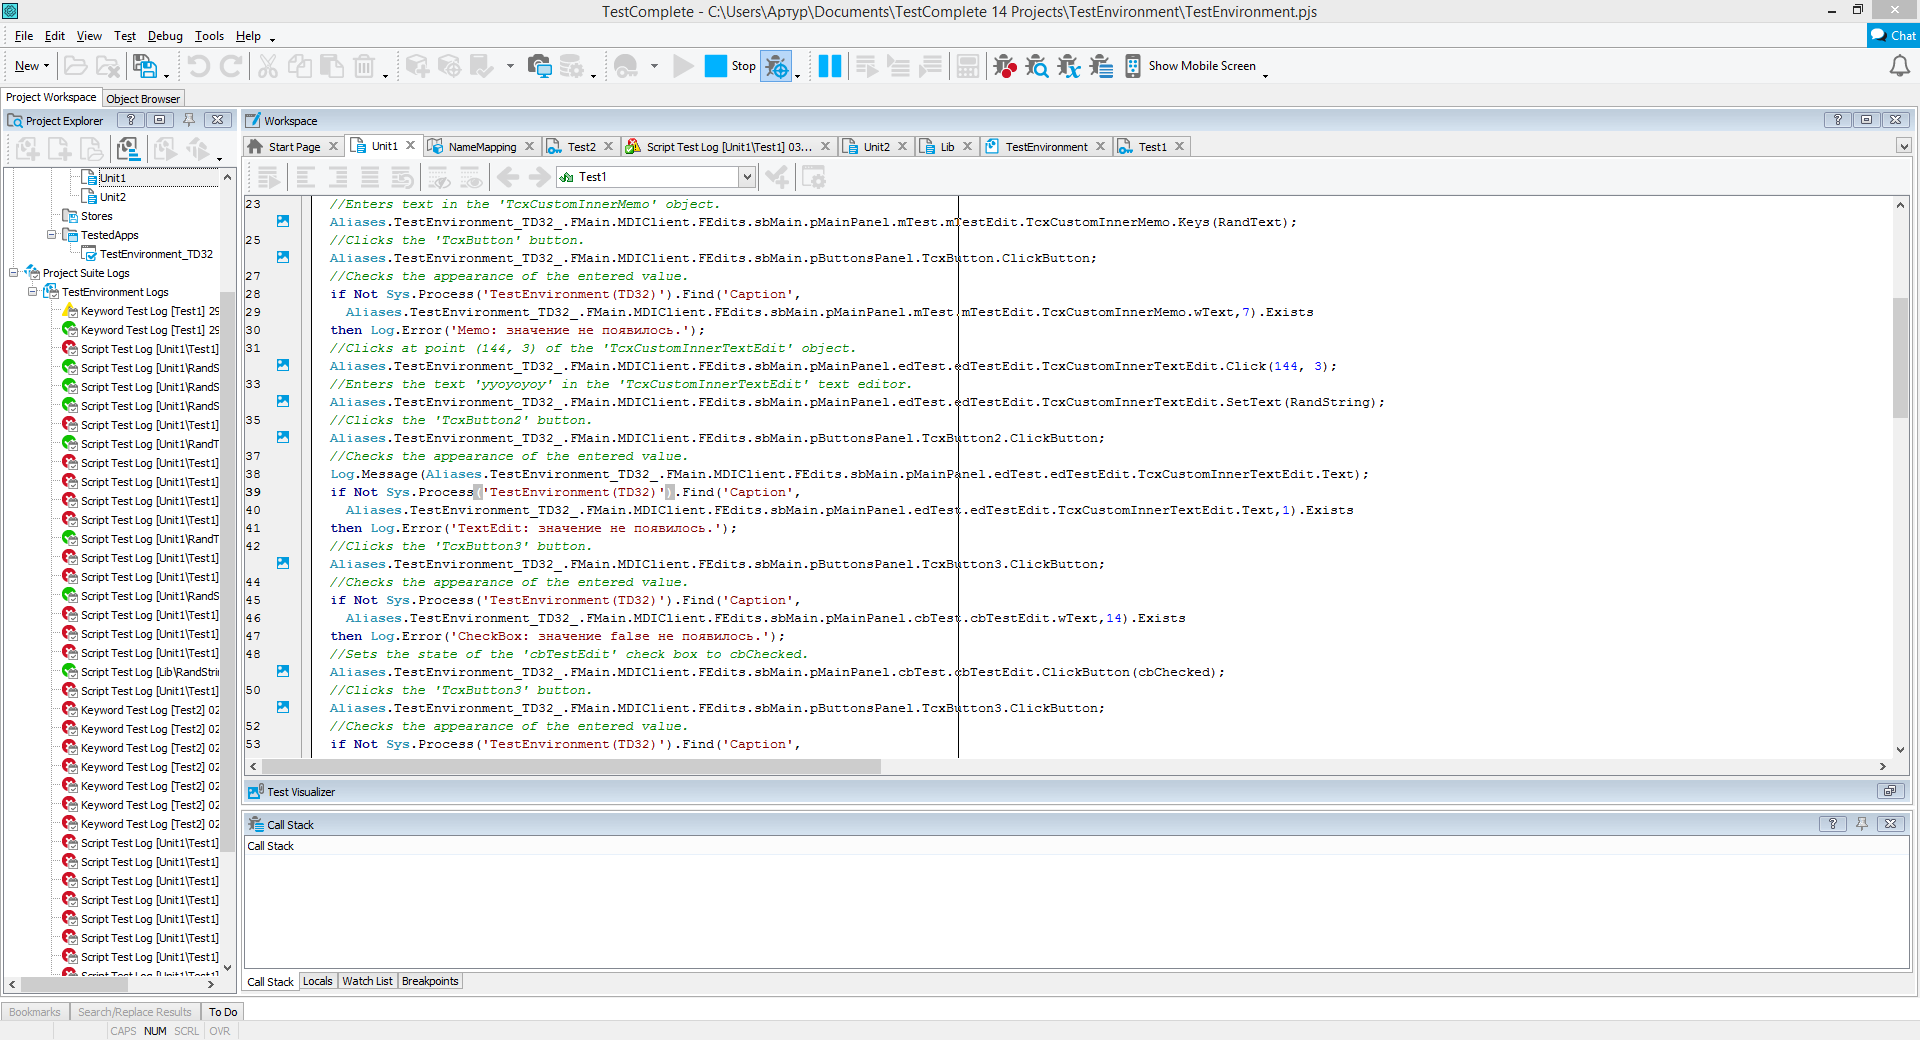 TestComplete - C:\Users\Артур\Documents\TestComplete 14 Projects\TestEnvironment\TestEnvironment.pjs
File Edit View Test Debug Tools Help
Chat
New Stop Show Mobile Screen
Project Workspace Object Browser
Project Explorer
Workspace
Start Page Unit1 NameMapping Test2 Script Test Log [Unit1\Test1] 03... Unit2 Lib TestEnvironment Test1
Test1
Unit1
Unit2
Stores
TestedApps
TestEnvironment_TD32
Project Suite Logs
TestEnvironment Logs
Keyword Test Log [Test1] 29
Keyword Test Log [Test1] 29
Script Test Log [Unit1\Test1]
Script Test Log [Unit1\RandS
Script Test Log [Unit1\RandS
Script Test Log [Unit1\RandS
Script Test Log [Unit1\Test1]
Script Test Log [Unit1\RandT
Script Test Log [Unit1\Test1]
Script Test Log [Unit1\Test1]
Script Test Log [Unit1\Test1]
Script Test Log [Unit1\Test1]
Script Test Log [Unit1\RandT
Script Test Log [Unit1\Test1]
Script Test Log [Unit1\Test1]
Script Test Log [Unit1\RandS
Script Test Log [Unit1\Test1]
Script Test Log [Unit1\Test1]
Script Test Log [Unit1\Test1]
Script Test Log [Lib\RandStri
Script Test Log [Unit1\Test1]
Keyword Test Log [Test2] 02
Keyword Test Log [Test2] 02
Keyword Test Log [Test2] 02
Keyword Test Log [Test2] 02
Keyword Test Log [Test2] 02
Keyword Test Log [Test2] 02
Keyword Test Log [Test2] 02
Script Test Log [Unit1\Test1]
Script Test Log [Unit1\Test1]
Script Test Log [Unit1\Test1]
Script Test Log [Unit1\Test1]
Script Test Log [Unit1\Test1]
Script Test Log [Unit1\Test1]
Script Test Log [Unit1\Test1]
Script Test Log [Unit1\Test1]
23 //Enters text in the 'TcxCustomInnerMemo' object.
Aliases.TestEnvironment_TD32_.FMain.MDIClient.FEdits.sbMain.pMainPanel.mTest.mTestEdit.TcxCustomInnerMemo.Keys(RandText);
25 //Clicks the 'TcxButton' button.
Aliases.TestEnvironment_TD32_.FMain.MDIClient.FEdits.sbMain.pButtonsPanel.TcxButton.ClickButton;
27 //Checks the appearance of the entered value.
28 if Not Sys.Process('TestEnvironment(TD32)').Find('Caption',
29 Aliases.TestEnvironment_TD32_.FMain.MDIClient.FEdits.sbMain.pMainPanel.mTest.mTestEdit.TcxCustomInnerMemo.wText,7).Exists
30 then Log.Error('Memo: значение не появилось.');
31 //Clicks at point (144, 3) of the 'TcxCustomInnerTextEdit' object.
Aliases.TestEnvironment_TD32_.FMain.MDIClient.FEdits.sbMain.pMainPanel.edTest.edTestEdit.TcxCustomInnerTextEdit.Click(144, 3);
33 //Enters the text 'yyoyoyoy' in the 'TcxCustomInnerTextEdit' text editor.
Aliases.TestEnvironment_TD32_.FMain.MDIClient.FEdits.sbMain.pMainPanel.edTest.edTestEdit.TcxCustomInnerTextEdit.SetText(RandString);
35 //Clicks the 'TcxButton2' button.
Aliases.TestEnvironment_TD32_.FMain.MDIClient.FEdits.sbMain.pButtonsPanel.TcxButton2.ClickButton;
37 //Checks the appearance of the entered value.
38 Log.Message(Aliases.TestEnvironment_TD32_.FMain.MDIClient.FEdits.sbMain.pMainPanel.edTest.edTestEdit.TcxCustomInnerTextEdit.Text);
39 if Not Sys.Process('TestEnvironment(TD32)').Find('Caption',
40 Aliases.TestEnvironment_TD32_.FMain.MDIClient.FEdits.sbMain.pMainPanel.edTest.edTestEdit.TcxCustomInnerTextEdit.Text,1).Exists
41 then Log.Error('TextEdit: значение не появилось.');
42 //Clicks the 'TcxButton3' button.
Aliases.TestEnvironment_TD32_.FMain.MDIClient.FEdits.sbMain.pButtonsPanel.TcxButton3.ClickButton;
44 //Checks the appearance of the entered value.
45 if Not Sys.Process('TestEnvironment(TD32)').Find('Caption',
46 Aliases.TestEnvironment_TD32_.FMain.MDIClient.FEdits.sbMain.pMainPanel.cbTest.cbTestEdit.wText,14).Exists
47 then Log.Error('CheckBox: значение false не появилось.');
48 //Sets the state of the 'cbTestEdit' check box to cbChecked.
Aliases.TestEnvironment_TD32_.FMain.MDIClient.FEdits.sbMain.pMainPanel.cbTest.cbTestEdit.ClickButton(cbChecked);
50 //Clicks the 'TcxButton3' button.
Aliases.TestEnvironment_TD32_.FMain.MDIClient.FEdits.sbMain.pButtonsPanel.TcxButton3.ClickButton;
52 //Checks the appearance of the entered value.
53 if Not Sys.Process('TestEnvironment(TD32)').Find('Caption',
Test Visualizer
Call Stack
Call Stack
Call Stack Locals Watch List Breakpoints
Bookmarks Search/Replace Results To Do
CAPS NUM SCRL OVR